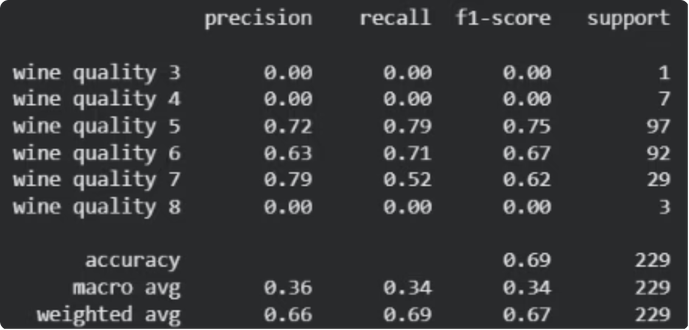 precision recall f1-score support
wine quality 3 0.00 0.00 0.00 1
wine quality 4 0.00 0.00 0.00 7
wine quality 5 0.72 0.79 0.75 97
wine quality 6 0.63 0.71 0.67 92
wine quality 7 0.79 0.52 0.62 29
wine quality 8 0.00 0.00 0.00 3
accuracy 0.69 229
macro avg 0.36 0.34 0.34 229
weighted avg 0.66 0.69 0.67 229